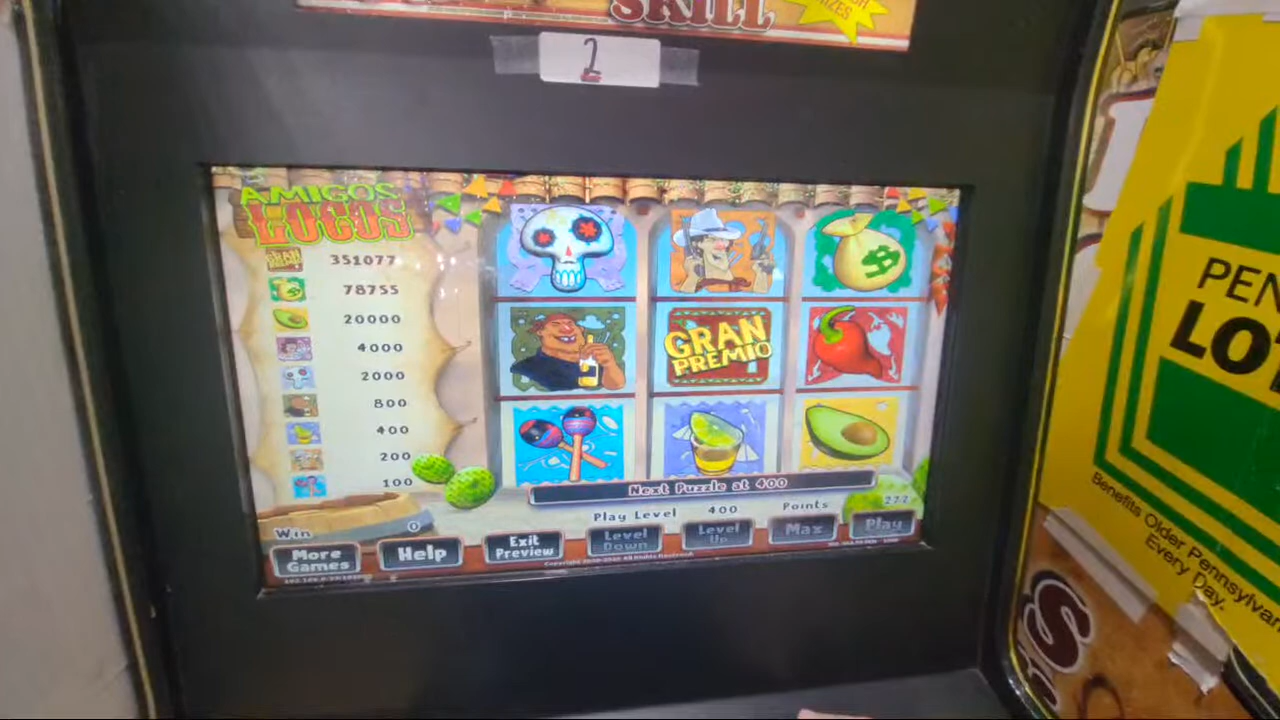 SKILL
2
AMIGOS
LOCOS
351077
78755
20000
4000
2000
800
400
200
100
GRAN
PREMIO
Next Puzzle at 400
Play Level 400 Points 272
Win 0
More
Games
Help
Exit
Preview
Level
Down
Level
Up
Max
Play
PEN
LOT
Benefits Older Pennsylvan
Every Day.
S